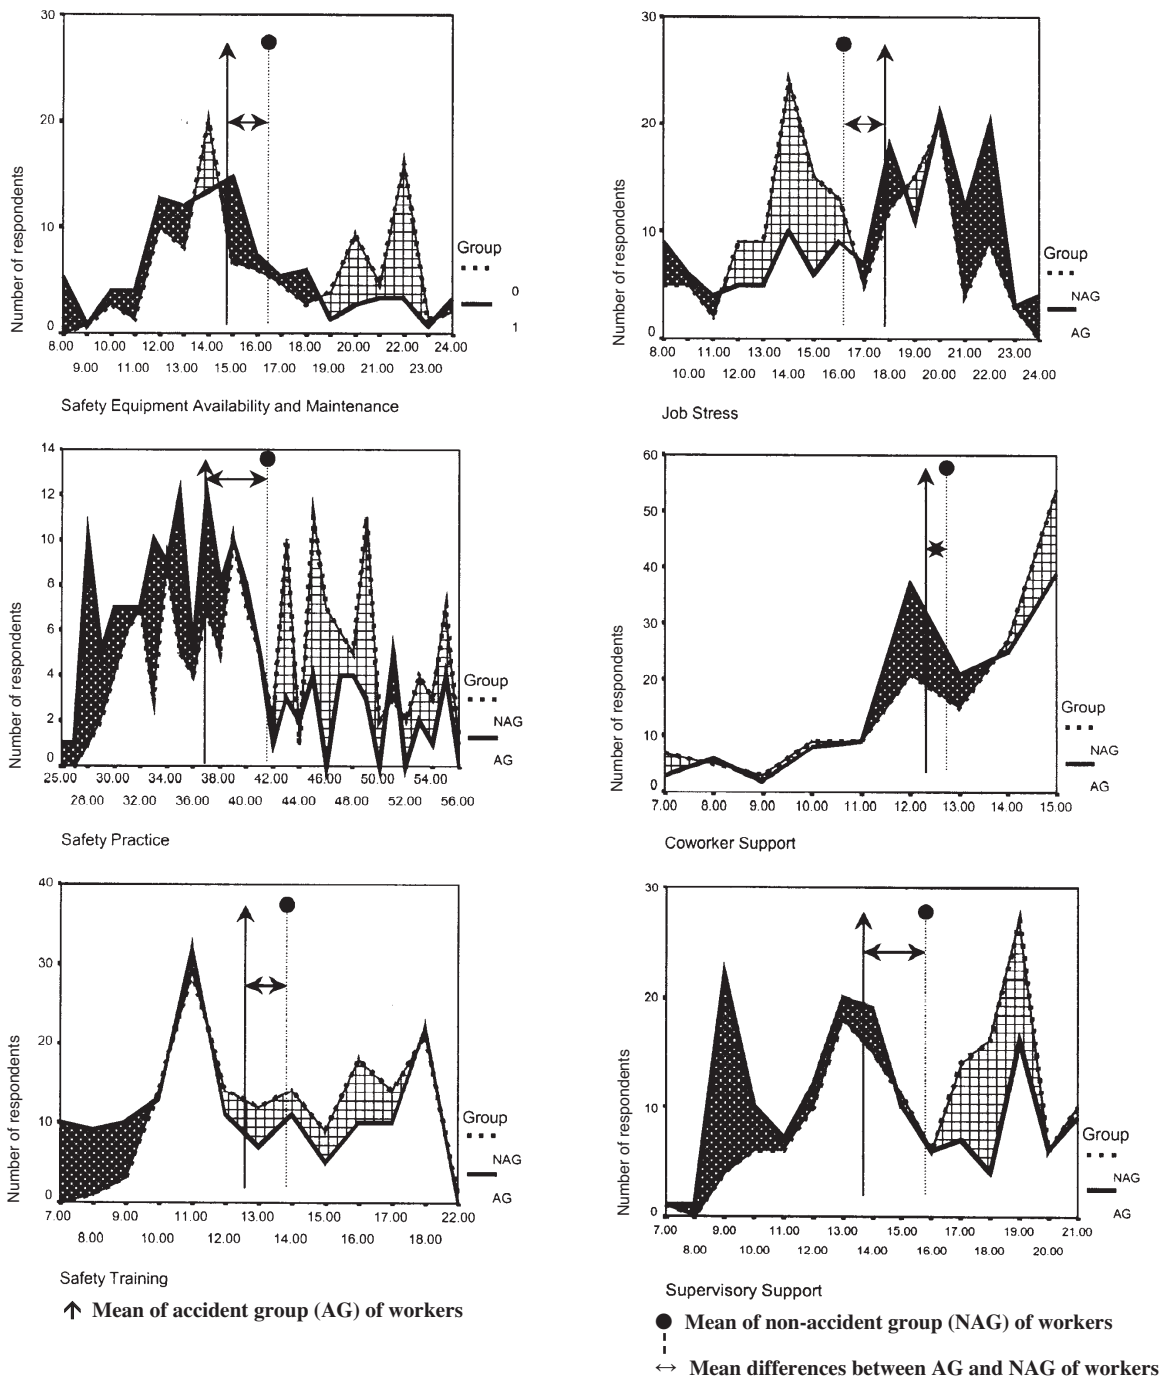 30
20
10
0
Number of respondents
8.00 10.00 12.00 14.00 15.00 16.00 18.00 20.00 22.00 24.00
9.00 11.00 13.00 15.00 17.00 19.00 21.00 23.00
Safety Equipment Availability and Maintenance
Group
0
1
30
20
10
0
Number of respondents
8.00 11.00 13.00 15.00 17.00 19.00 21.00 23.00
10.00 12.00 14.00 16.00 18.00 20.00 22.00 24.00
Job Stress
Group
NAG
AG
14
12
10
8
6
4
2
0
Number of respondents
25.00 30.00 34.00 38.00 42.00 46.00 50.00 54.00
28.00 32.00 36.00 40.00 44.00 48.00 52.00 56.00
Safety Practice
Group
NAG
AG
60
50
40
30
20
10
0
Number of respondents
7.00 8.00 9.00 10.00 11.00 12.00 13.00 14.00 15.00
Coworker Support
Group
NAG
AG
40
30
20
10
0
Number of respondents
7.00 9.00 11.00 13.00 15.00 17.00 22.00
8.00 10.00 12.00 14.00 16.00 18.00
Safety Training
Group
NAG
AG
30
20
10
0
Number of respondents
7.00 9.00 11.00 13.00 15.00 17.00 19.00 21.00
8.00 10.00 12.00 14.00 16.00 18.00 20.00
Supervisory Support
Group
NAG
AG
↑ Mean of accident group (AG) of workers
● Mean of non-accident group (NAG) of workers
↔ Mean differences between AG and NAG of workers